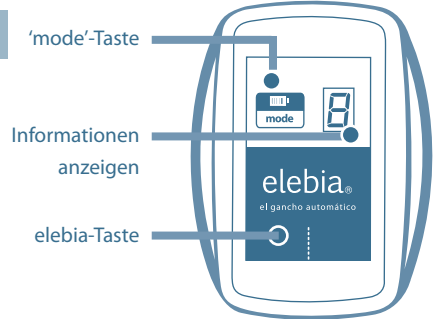 'mode'-Taste
mode
8
Informationen
anzeigen
elebia®
el gancho automático
elebia-Taste